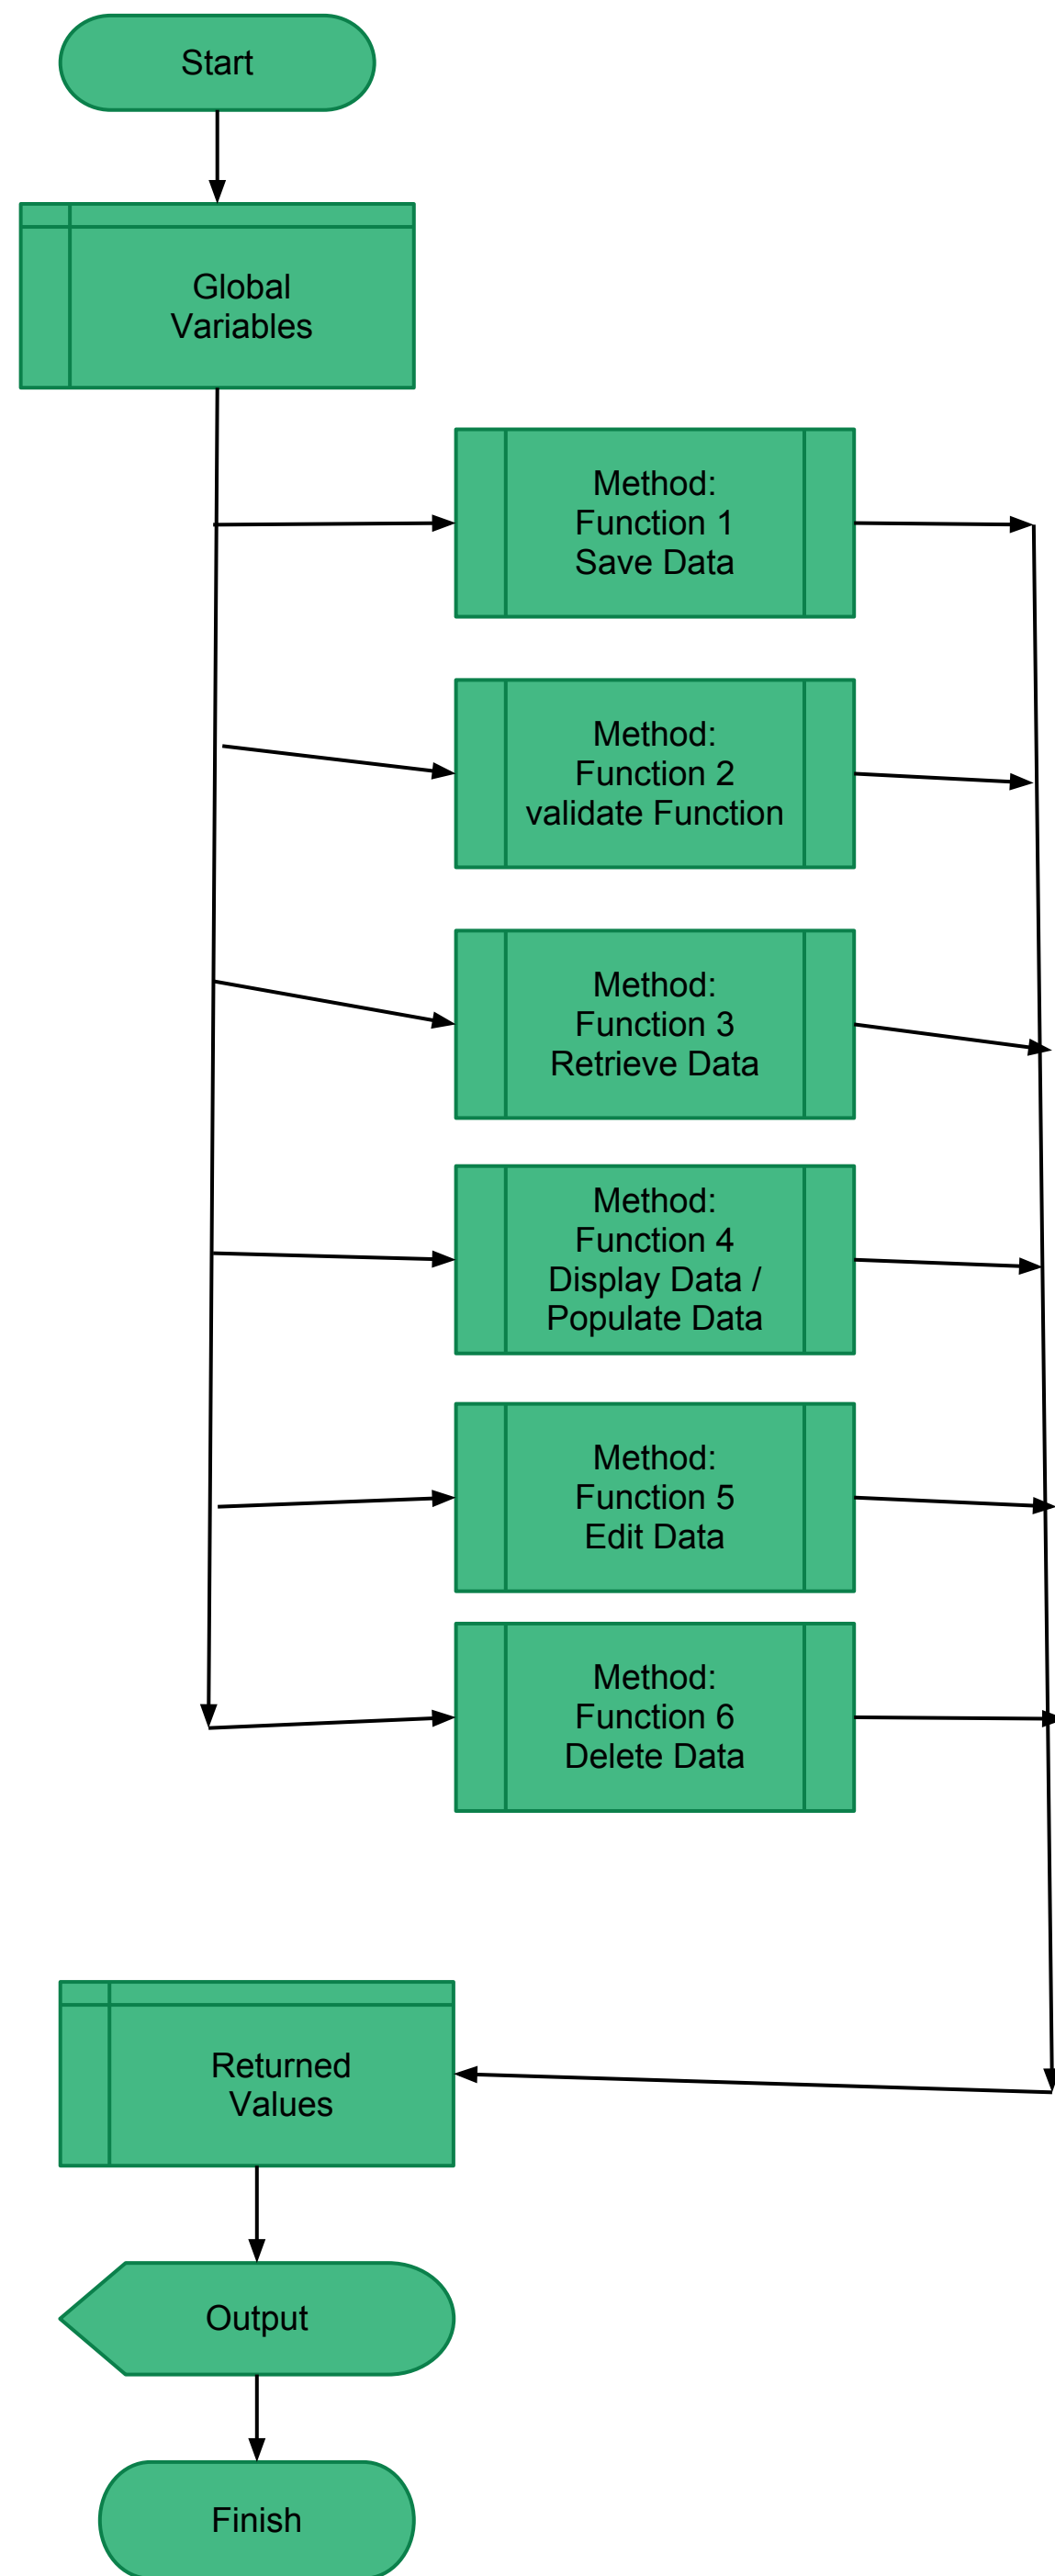 Start
Global
Variables
Method:
Function 1
Save Data
Method:
Function 2
validate Function
Method:
Function 3
Retrieve Data
Method:
Function 4
Display Data /
Populate Data
Method:
Function 5
Edit Data
Method:
Function 6
Delete Data
Returned
Values
Output
Finish